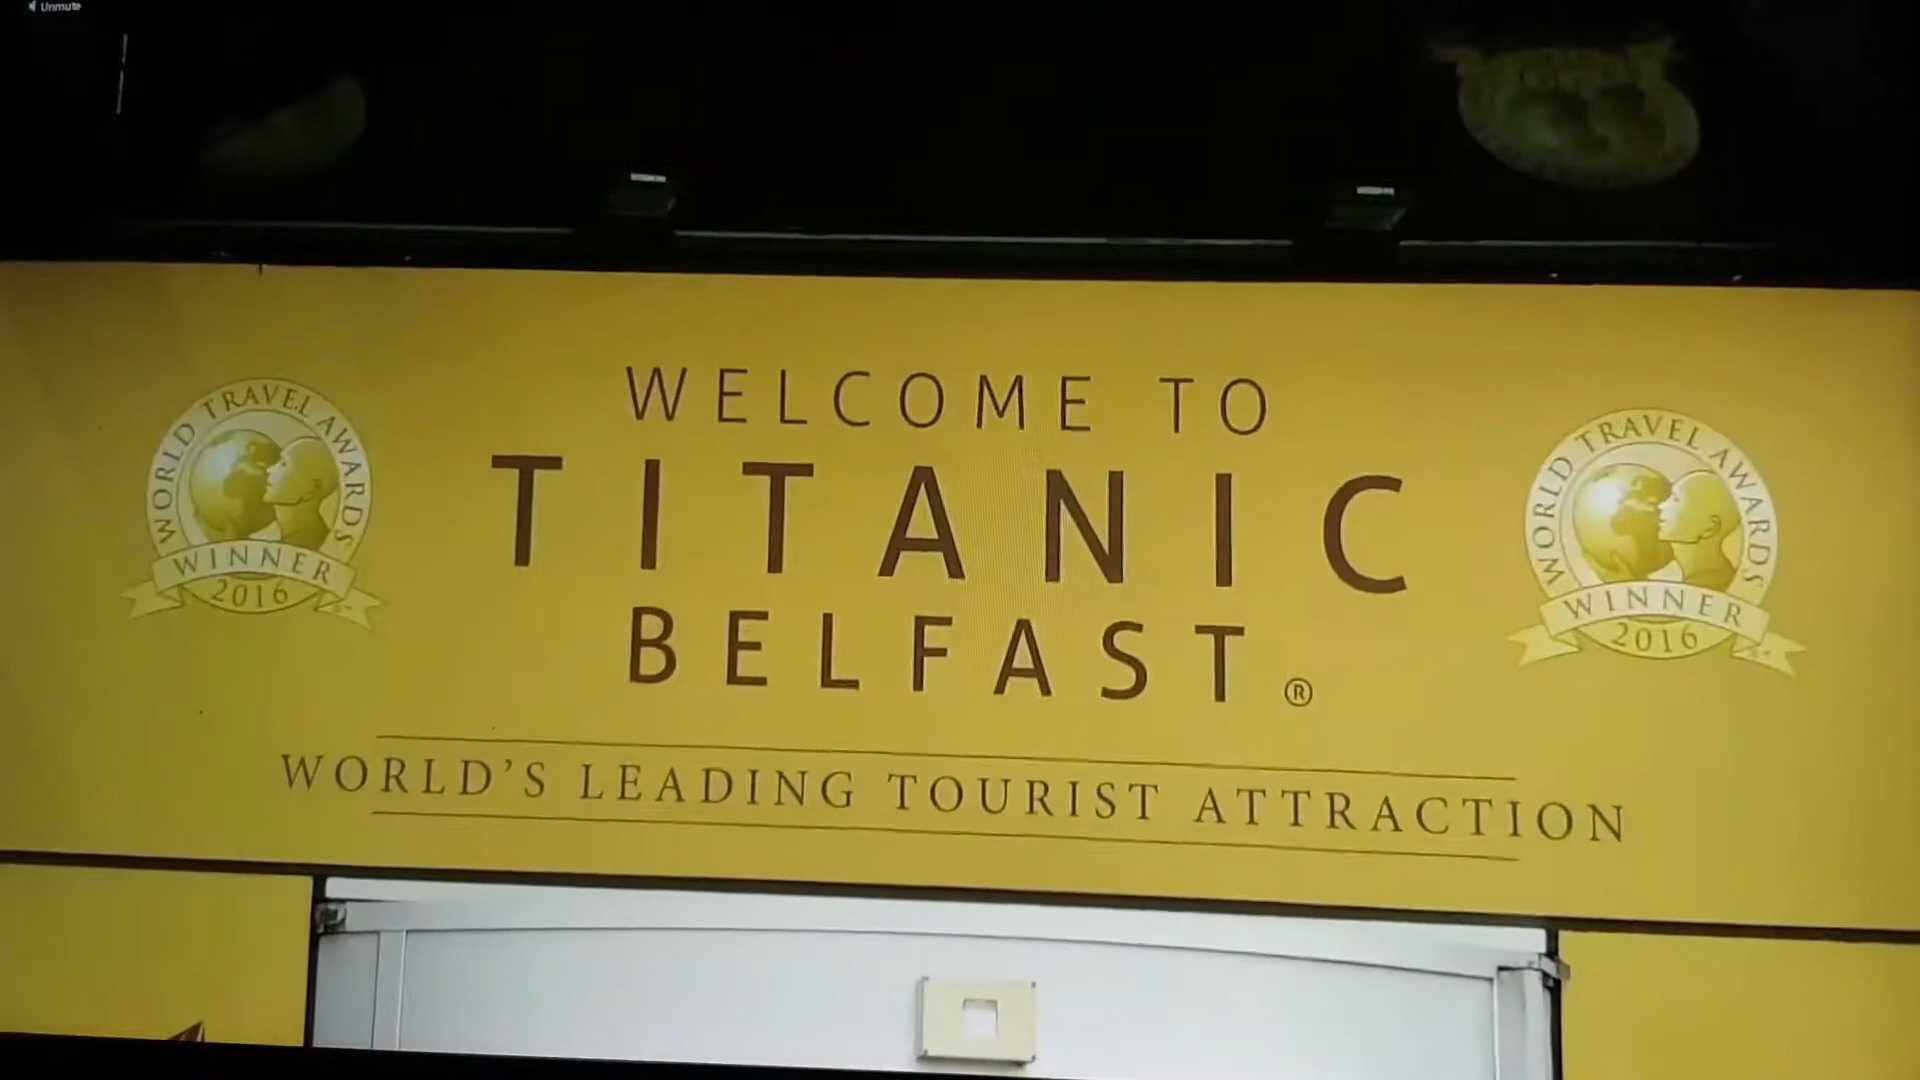 Unmute
WELCOME TO
TITANIC
BELFAST®
WORLD TRAVEL AWARDS
WINNER
2016
WORLD TRAVEL AWARDS
WINNER
2016
WORLD'S LEADING TOURIST ATTRACTION